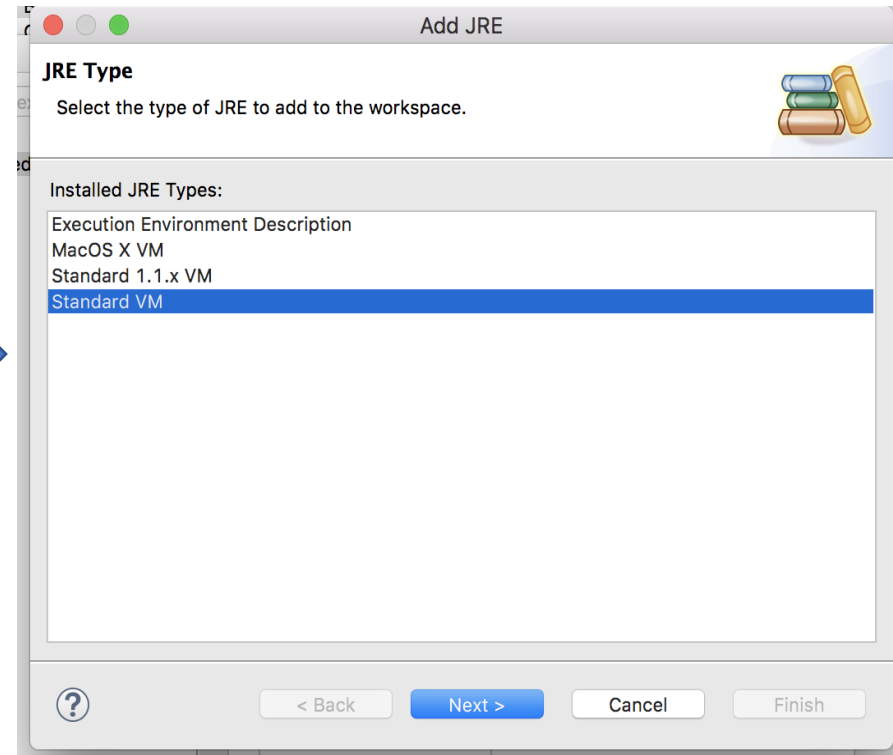 Add JRE
JRE Type
Select the type of JRE to add to the workspace.
Installed JRE Types:
Execution Environment Description
MacOS X VM
Standard 1.1.x VM
Standard VM
?
< Back Next > Cancel Finish